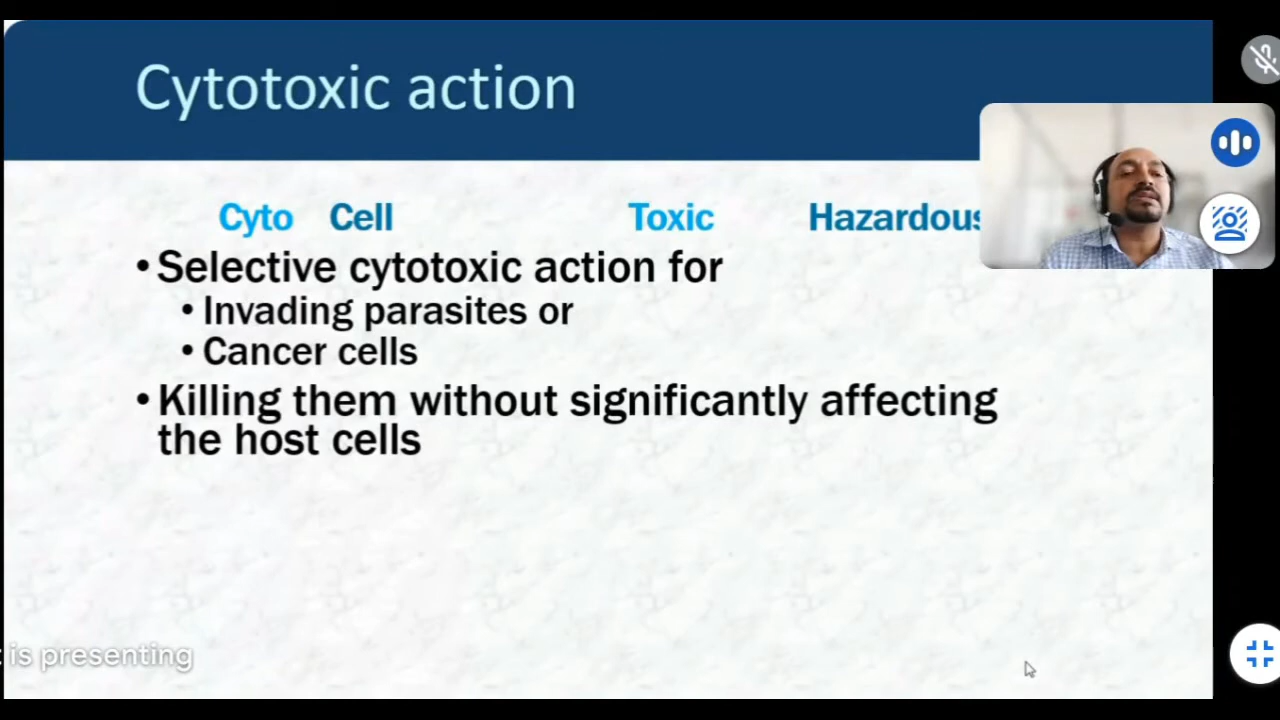 Cytotoxic action
Cyto Cell Toxic Hazardous
• Selective cytotoxic action for
• Invading parasites or
• Cancer cells
• Killing them without significantly affecting
the host cells
is presenting